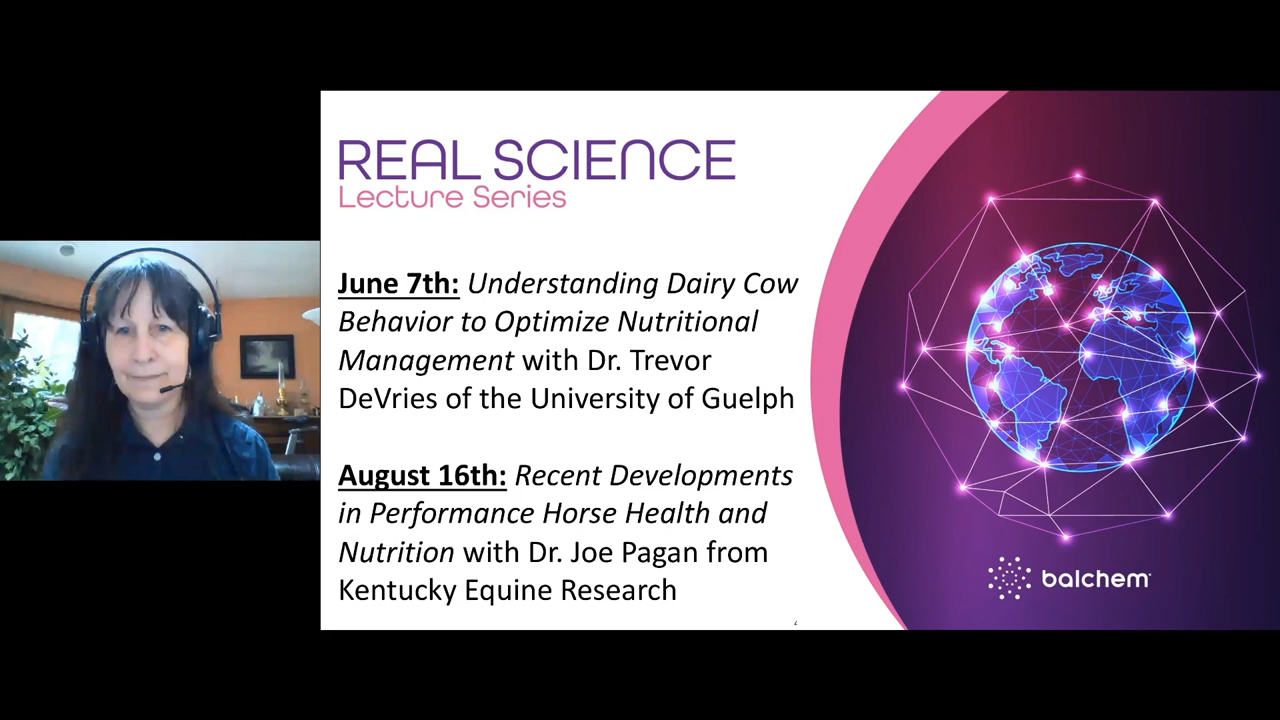 REAL SCIENCE
Lecture Series
June 7th: Understanding Dairy Cow
Behavior to Optimize Nutritional
Management with Dr. Trevor
DeVries of the University of Guelph
August 16th: Recent Developments
in Performance Horse Health and
Nutrition with Dr. Joe Pagan from
Kentucky Equine Research
balchem